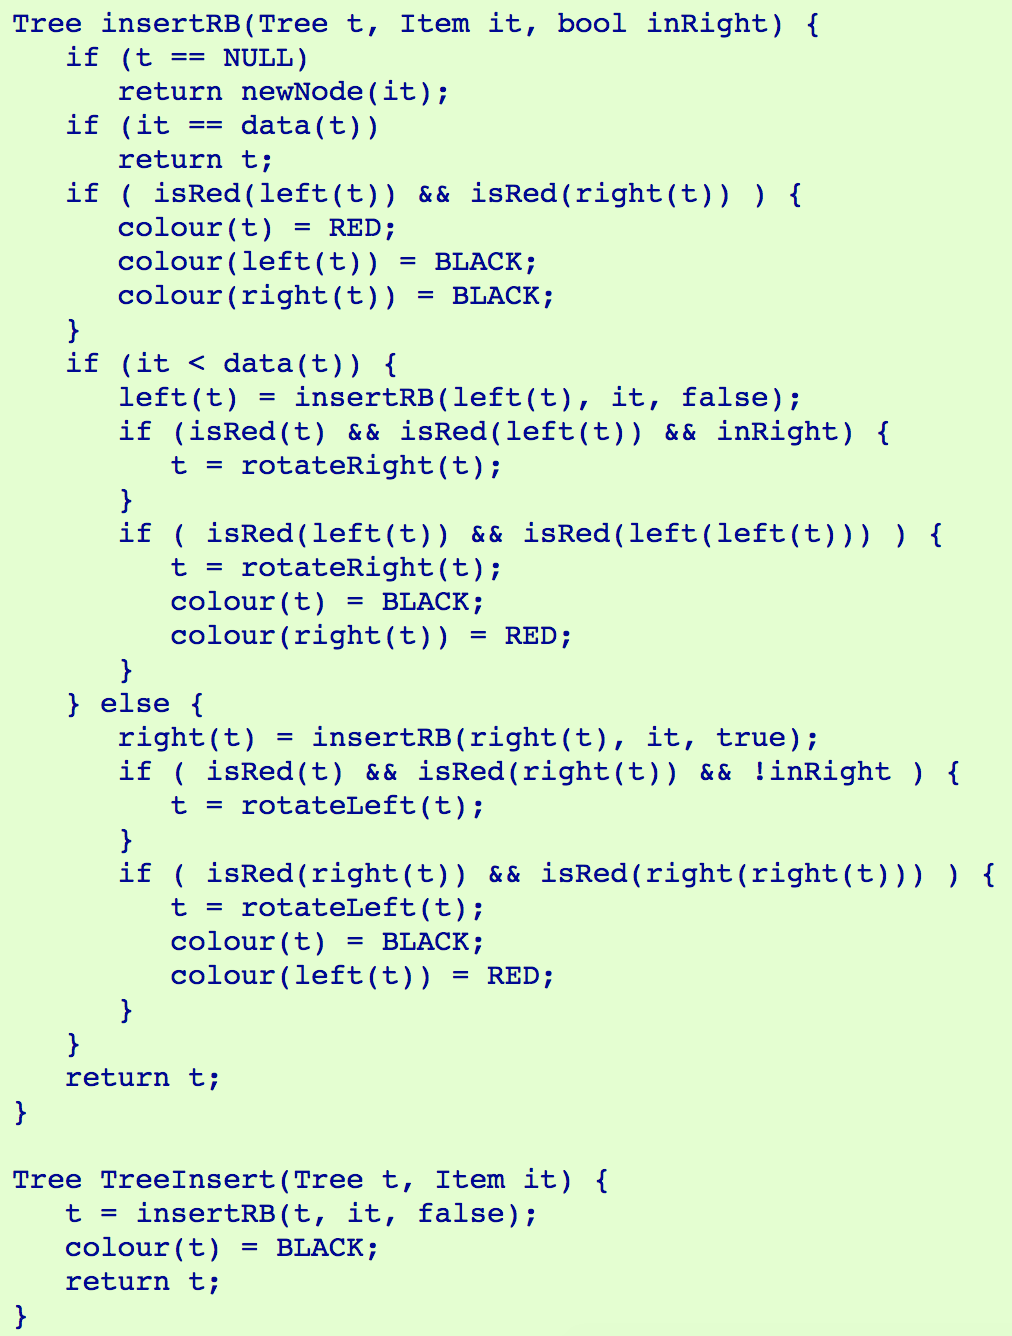 Tree insertRB(Tree t, Item it, bool inRight) {
   if (t == NULL)
      return newNode(it);
   if (it == data(t))
      return t;
   if ( isRed(left(t)) && isRed(right(t)) ) {
      colour(t) = RED;
      colour(left(t)) = BLACK;
      colour(right(t)) = BLACK;
   }
   if (it < data(t)) {
      left(t) = insertRB(left(t), it, false);
      if (isRed(t) && isRed(left(t)) && inRight) {
         t = rotateRight(t);
      }
      if ( isRed(left(t)) && isRed(left(left(t))) ) {
         t = rotateRight(t);
         colour(t) = BLACK;
         colour(right(t)) = RED;
      }
   } else {
      right(t) = insertRB(right(t), it, true);
      if ( isRed(t) && isRed(right(t)) && !inRight ) {
         t = rotateLeft(t);
      }
      if ( isRed(right(t)) && isRed(right(right(t))) ) {
         t = rotateLeft(t);
         colour(t) = BLACK;
         colour(left(t)) = RED;
      }
   }
   return t;
}

Tree TreeInsert(Tree t, Item it) {
   t = insertRB(t, it, false);
   colour(t) = BLACK;
   return t;
}